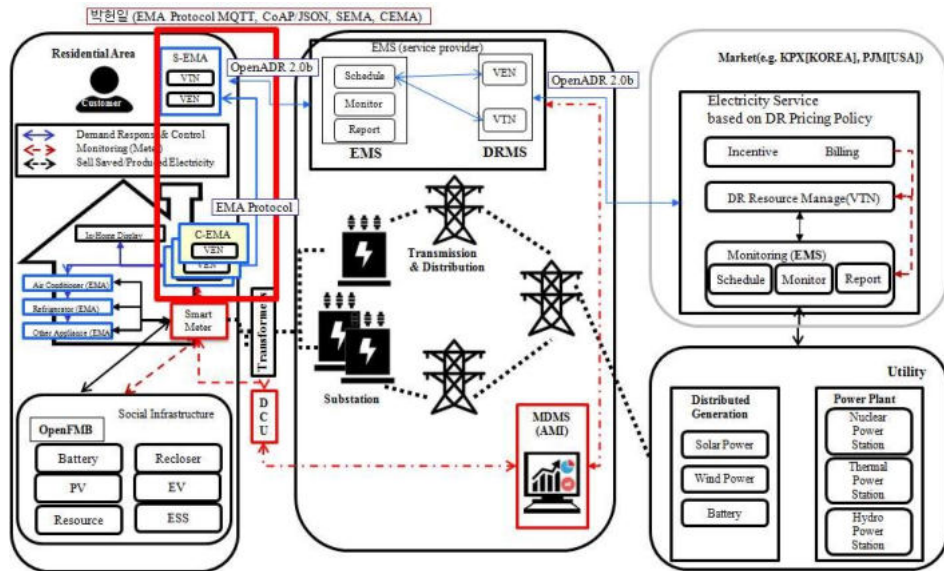 박헌일 (EMA Protocol MQTT, CoAP/JSON, SEMA, CEMA)
Residential Area
Customer
S-EMA
VTN
VEN
OpenADR 2.0b
Demand Response & Control
Monitoring (Meter)
Sell Saved/Produced Electricity
EMA Protocol
In-Home Display
C-EMA
VEN
VEN
Air Conditioner (EMA)
Refrigerator (EMA)
Other Appliance (EMA)
Smart
Meter
Social Infrastructure
OpenFMB
Battery
Recloser
PV
EV
Resource
ESS
EMS (service provider)
Schedule
Monitor
Report
EMS
VEN
VTN
DRMS
OpenADR 2.0b
Transformers
DCU
Transmission
& Distribution
Substation
MDMS
(AMI)
Market(e.g. KPX[KOREA], PJM[USA])
Electricity Service
based on DR Pricing Policy
Incentive Billing
DR Resource Manage(VTN)
Monitoring (EMS)
Schedule
Monitor
Report
Utility
Distributed
Generation
Solar Power
Wind Power
Battery
Power Plant
Nuclear
Power
Station
Thermal
Power
Station
Hydro
Power
Station